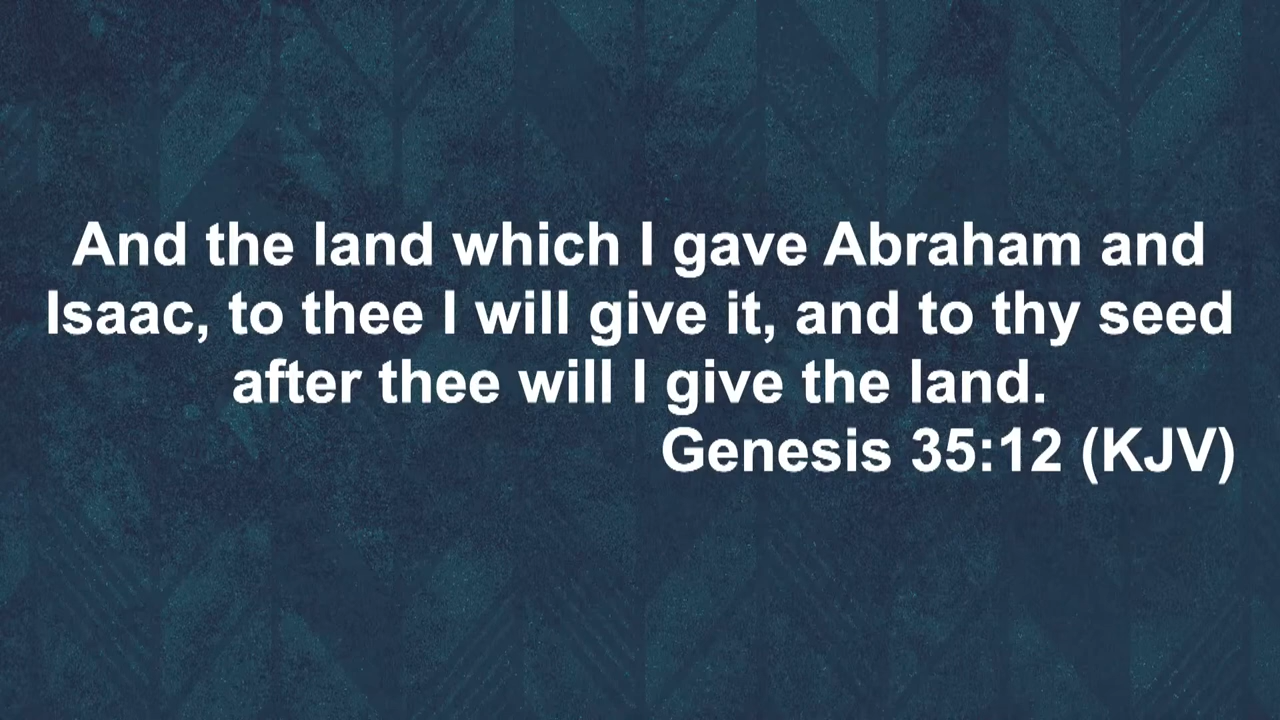 And the land which I gave Abraham and
Isaac, to thee I will give it, and to thy seed
after thee will I give the land.
Genesis 35:12 (KJV)